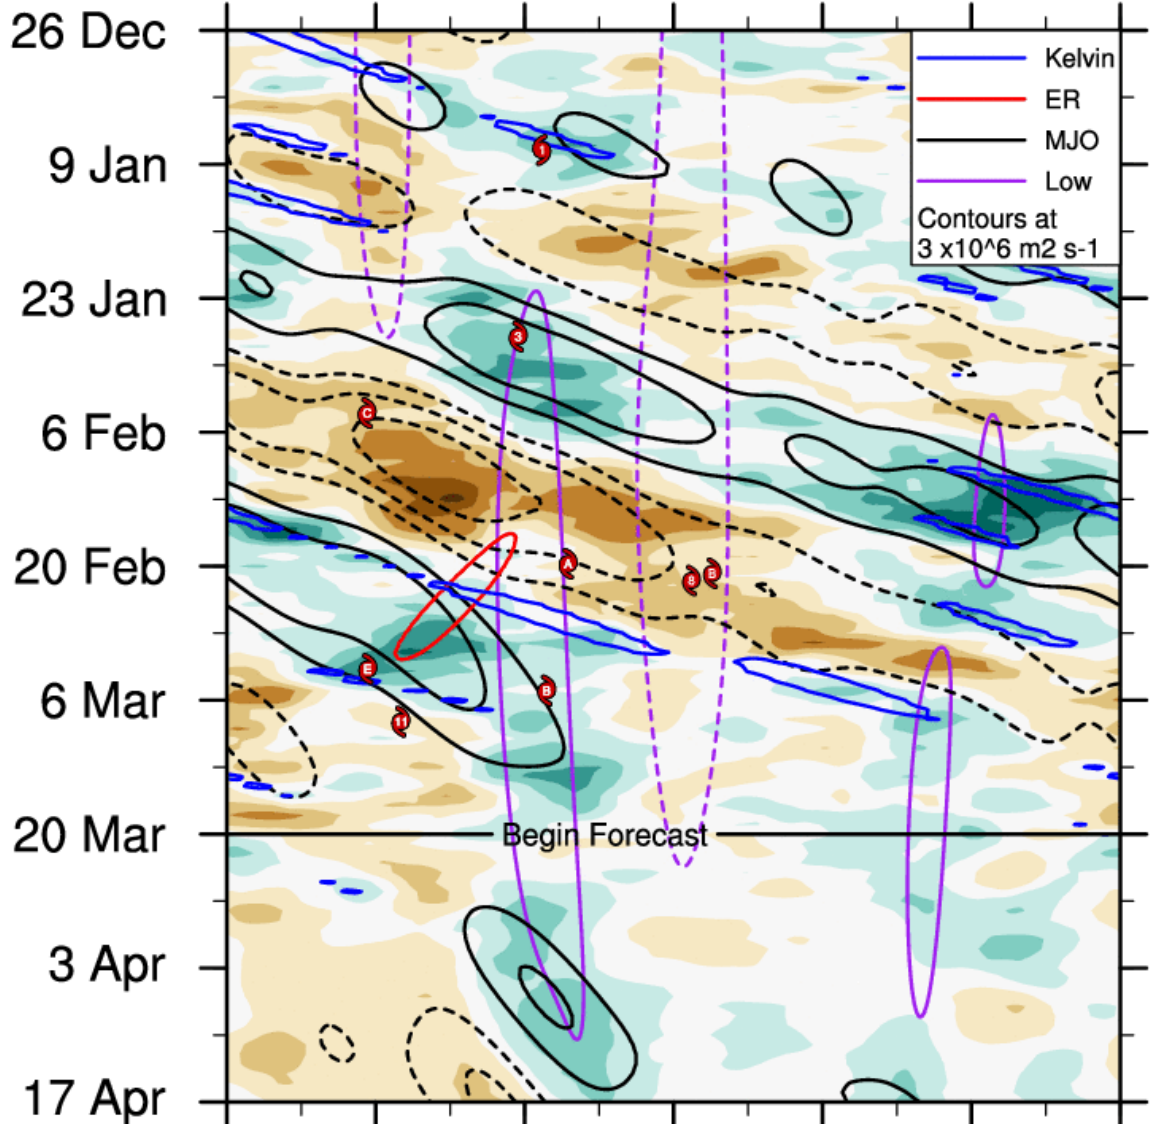 26 Dec
Kelvin
ER
1
MJO
9 Jan
Low
Contours at
3 x10^6 m2 s-1
23 Jan
3
C
6 Feb
20 Feb
A
8
B
E
B
6 Mar
11
20 Mar
Begin Forecast
3 Apr
17 Apr